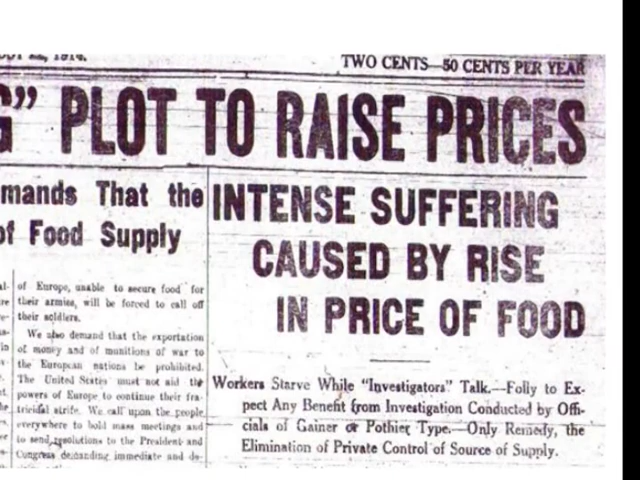 1914.
TWO CENTS—50 CENTS PER YEAR
G" PLOT TO RAISE PRICES
mands That the
of Food Supply
INTENSE SUFFERING
CAUSED BY RISE
IN PRICE OF FOOD
of Europe, unable to secure food for
their armies, will be forced to call off
their soldiers.
We also demand that the exportation
of money and of munitions of war to
the European nations be prohibited.
The United States must not aid the
powers of Europe to continue their fra-
tricidal strife. We call upon the people
everywhere to hold mass meetings and
to send resolutions to the President and
Congress demanding immediate and de-
Workers Starve While "Investigators" Talk.—Folly to Ex-
pect Any Benefit from Investigation Conducted by Offi-
cials of Gainer or Pothier Type.—Only Remedy, the
Elimination of Private Control of Source of Supply.